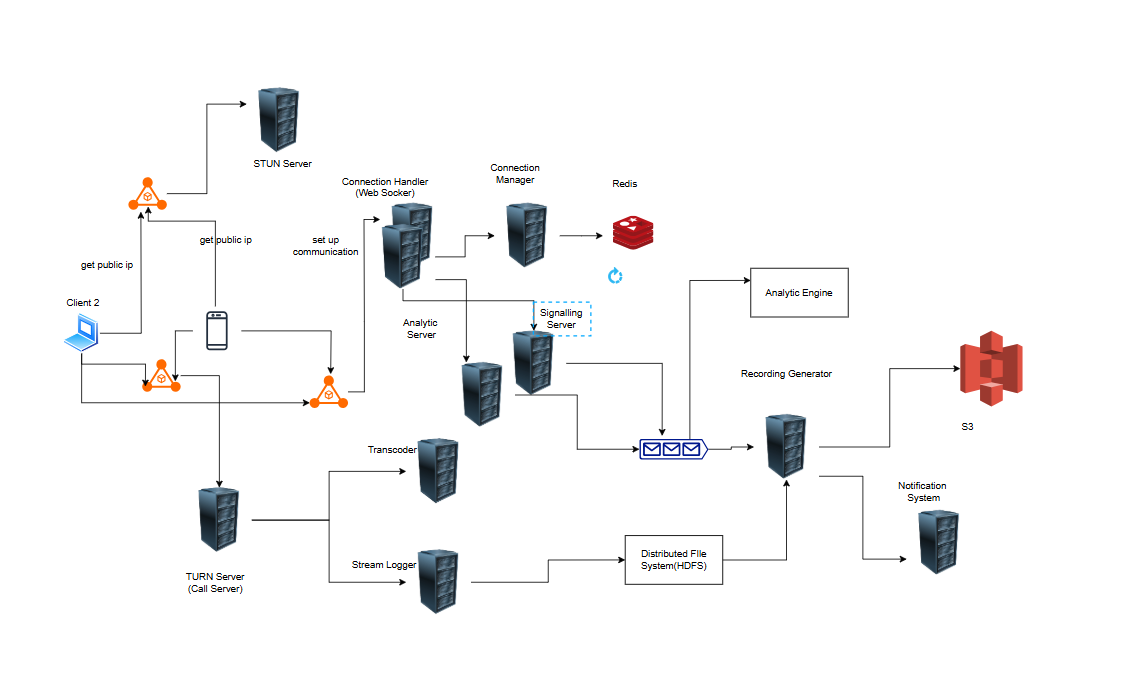 STUN Server
Connection Handler
(Web Socker)
Connection
Manager
Redis
get public ip
set up
communication
get public ip
Client 2
Analytic
Server
Signalling
Server
Analytic Engine
Recording Generator
S3
Transcoder
Notification
System
Stream Logger
Distributed FIle
System(HDFS)
TURN Server
(Call Server)